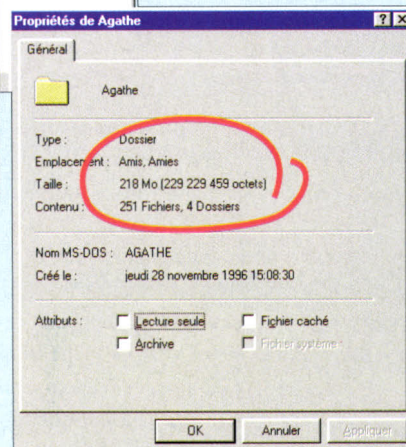 Propriétés de Agathe
Général
Agathe
Type : Dossier
Emplacement : Amis, Amies
Taille : 218 Mo (229 229 459 octets)
Contenu : 251 Fichiers, 4 Dossiers
Nom MS-DOS : AGATHE
Créé le : jeudi 28 novembre 1996 15:08:30
Attributs : Lecture seule Fichier caché
Archive Fichier système
OK Annuler Appliquer